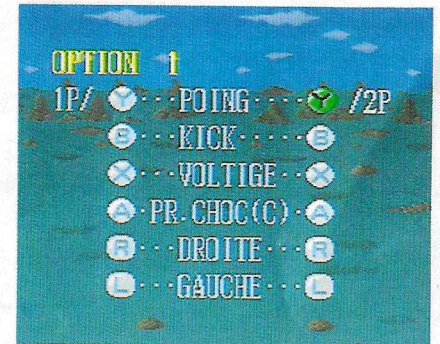 OPTION 1
1P/ Y···POING····Y /2P
B···KICK·····B
X···VOLTIGE···X
A·PR.CHOC(C)·A
R···DROITE···R
L···GAUCHE···L